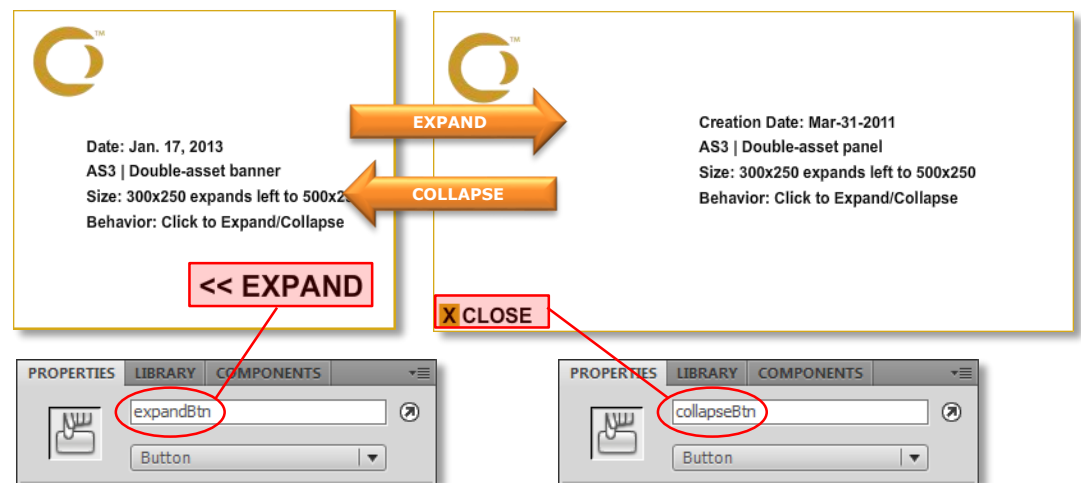 TM
Date: Jan. 17, 2013
AS3 | Double-asset banner
Size: 300x250 expands left to
Behavior: Click to Expand/Collapse
<< EXPAND
EXPAND
COLLAPSE
TM
Creation Date: Mar-31-2011
AS3 | Double-asset panel
Size: 300x250 expands left to 500x250
Behavior: Click to Expand/Collapse
X CLOSE
PROPERTIES LIBRARY COMPONENTS
expandBtn
Button
PROPERTIES LIBRARY COMPONENTS
collapseBtn
Button